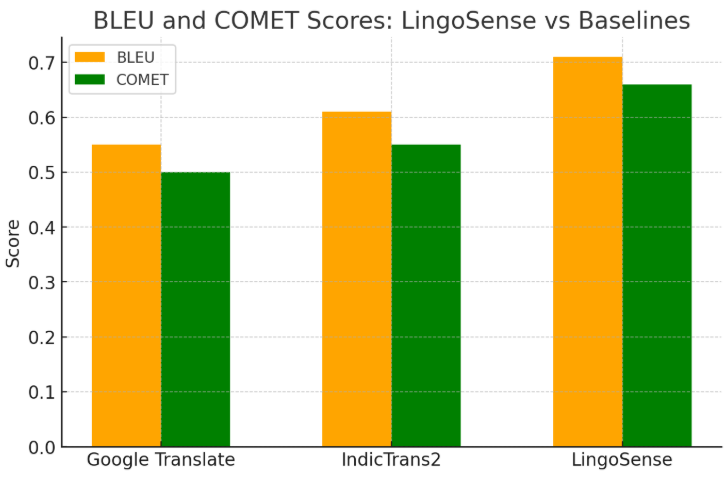 BLEU and COMET Scores: LingoSense vs Baselines
BLEU
COMET
Score
0.7
0.6
0.5
0.4
0.3
0.2
0.1
0.0
Google Translate
IndicTrans2
LingoSense